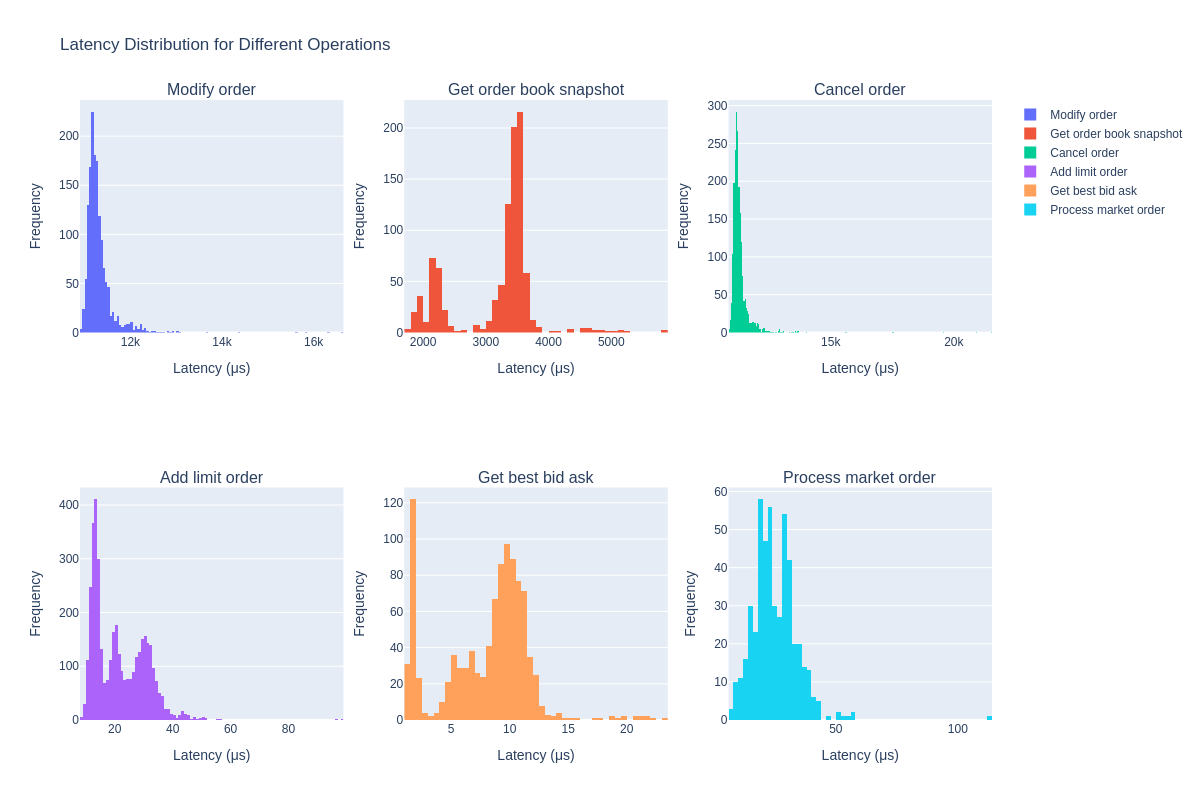 Latency Distribution for Different Operations
Modify order
Get order book snapshot
Cancel order
Frequency
200
150
100
50
0
12k
14k
16k
Latency (μs)
Frequency
200
150
100
50
0
2000
3000
4000
5000
Latency (μs)
Frequency
300
250
200
150
100
50
0
15k
20k
Latency (μs)
Modify order
Get order book snapshot
Cancel order
Add limit order
Get best bid ask
Process market order
Add limit order
Get best bid ask
Process market order
Frequency
400
300
200
100
0
20
40
60
80
Latency (μs)
Frequency
120
100
80
60
40
20
0
5
10
15
20
Latency (μs)
Frequency
60
50
40
30
20
10
0
50
100
Latency (μs)